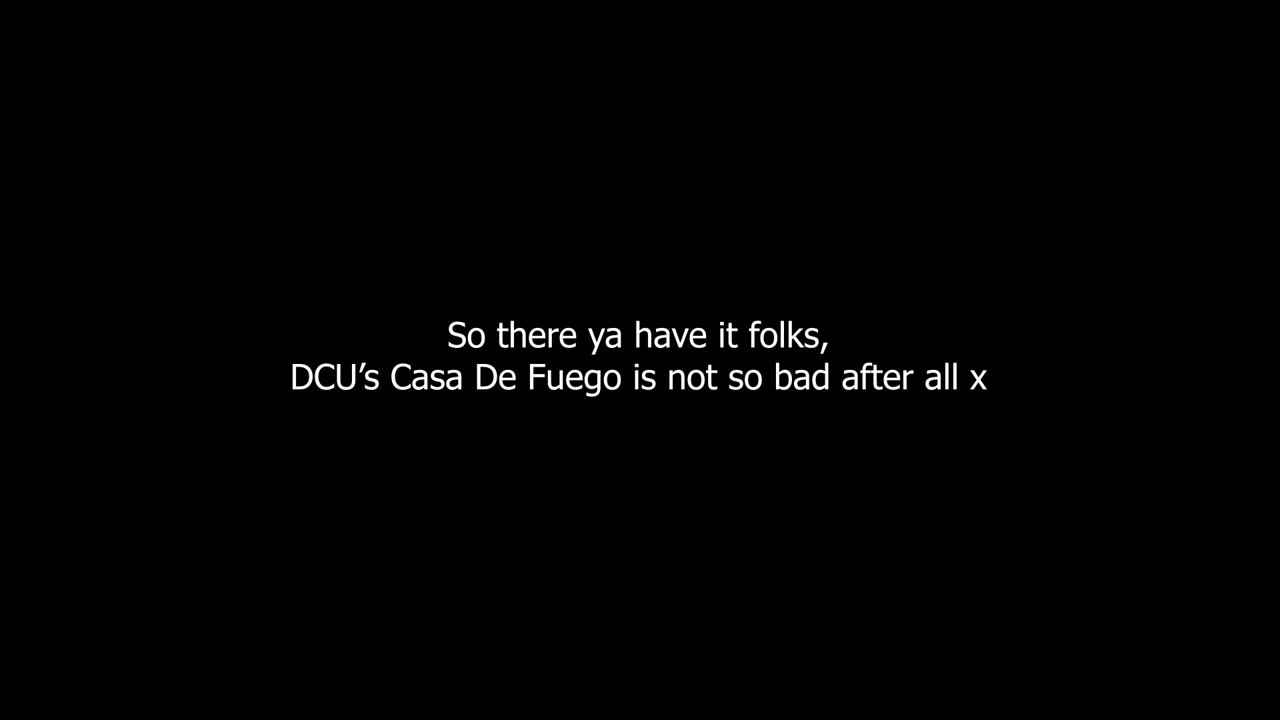 So there ya have it folks,
DCU’s Casa De Fuego is not so bad after all x